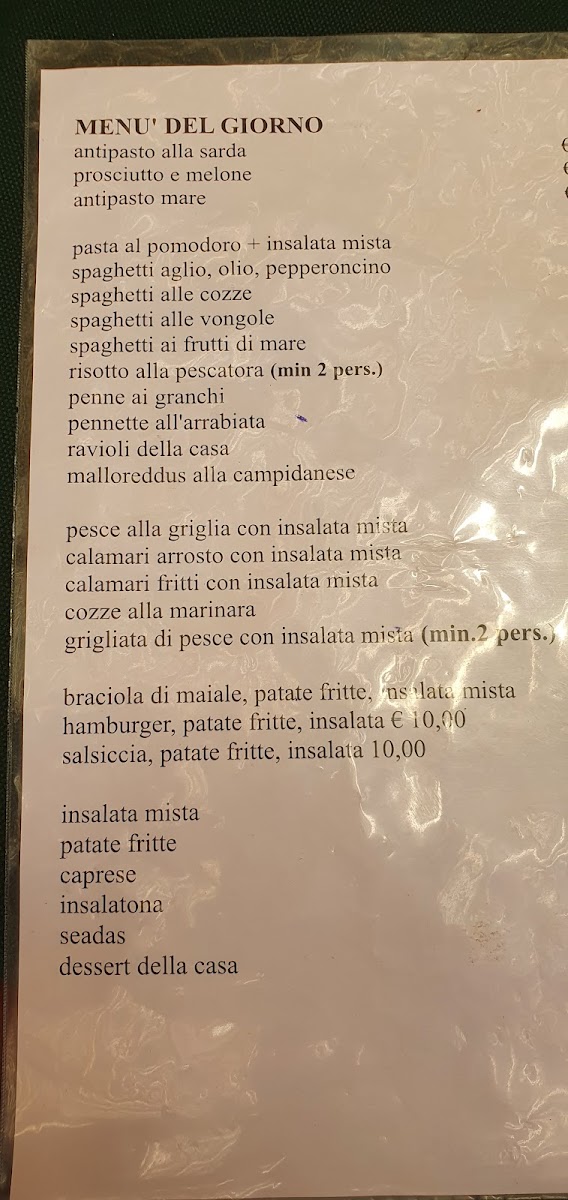 MENU' DEL GIORNO
antipasto alla sarda €
prosciutto e melone €
antipasto mare €
pasta al pomodoro + insalata mista
spaghetti aglio, olio, pepperoncino
spaghetti alle cozze
spaghetti alle vongole
spaghetti ai frutti di mare
risotto alla pescatora (min 2 pers.)
penne ai granchi
pennette all'arrabiata
ravioli della casa
malloreddus alla campidanese
pesce alla griglia con insalata mista
calamari arrosto con insalata mista
calamari fritti con insalata mista
cozze alla marinara
grigliata di pesce con insalata mista (min.2 pers.)
braciola di maiale, patate fritte, insalata mista
hamburger, patate fritte, insalata € 10,00
salsiccia, patate fritte, insalata 10,00
insalata mista
patate fritte
caprese
insalatona
seadas
dessert della casa